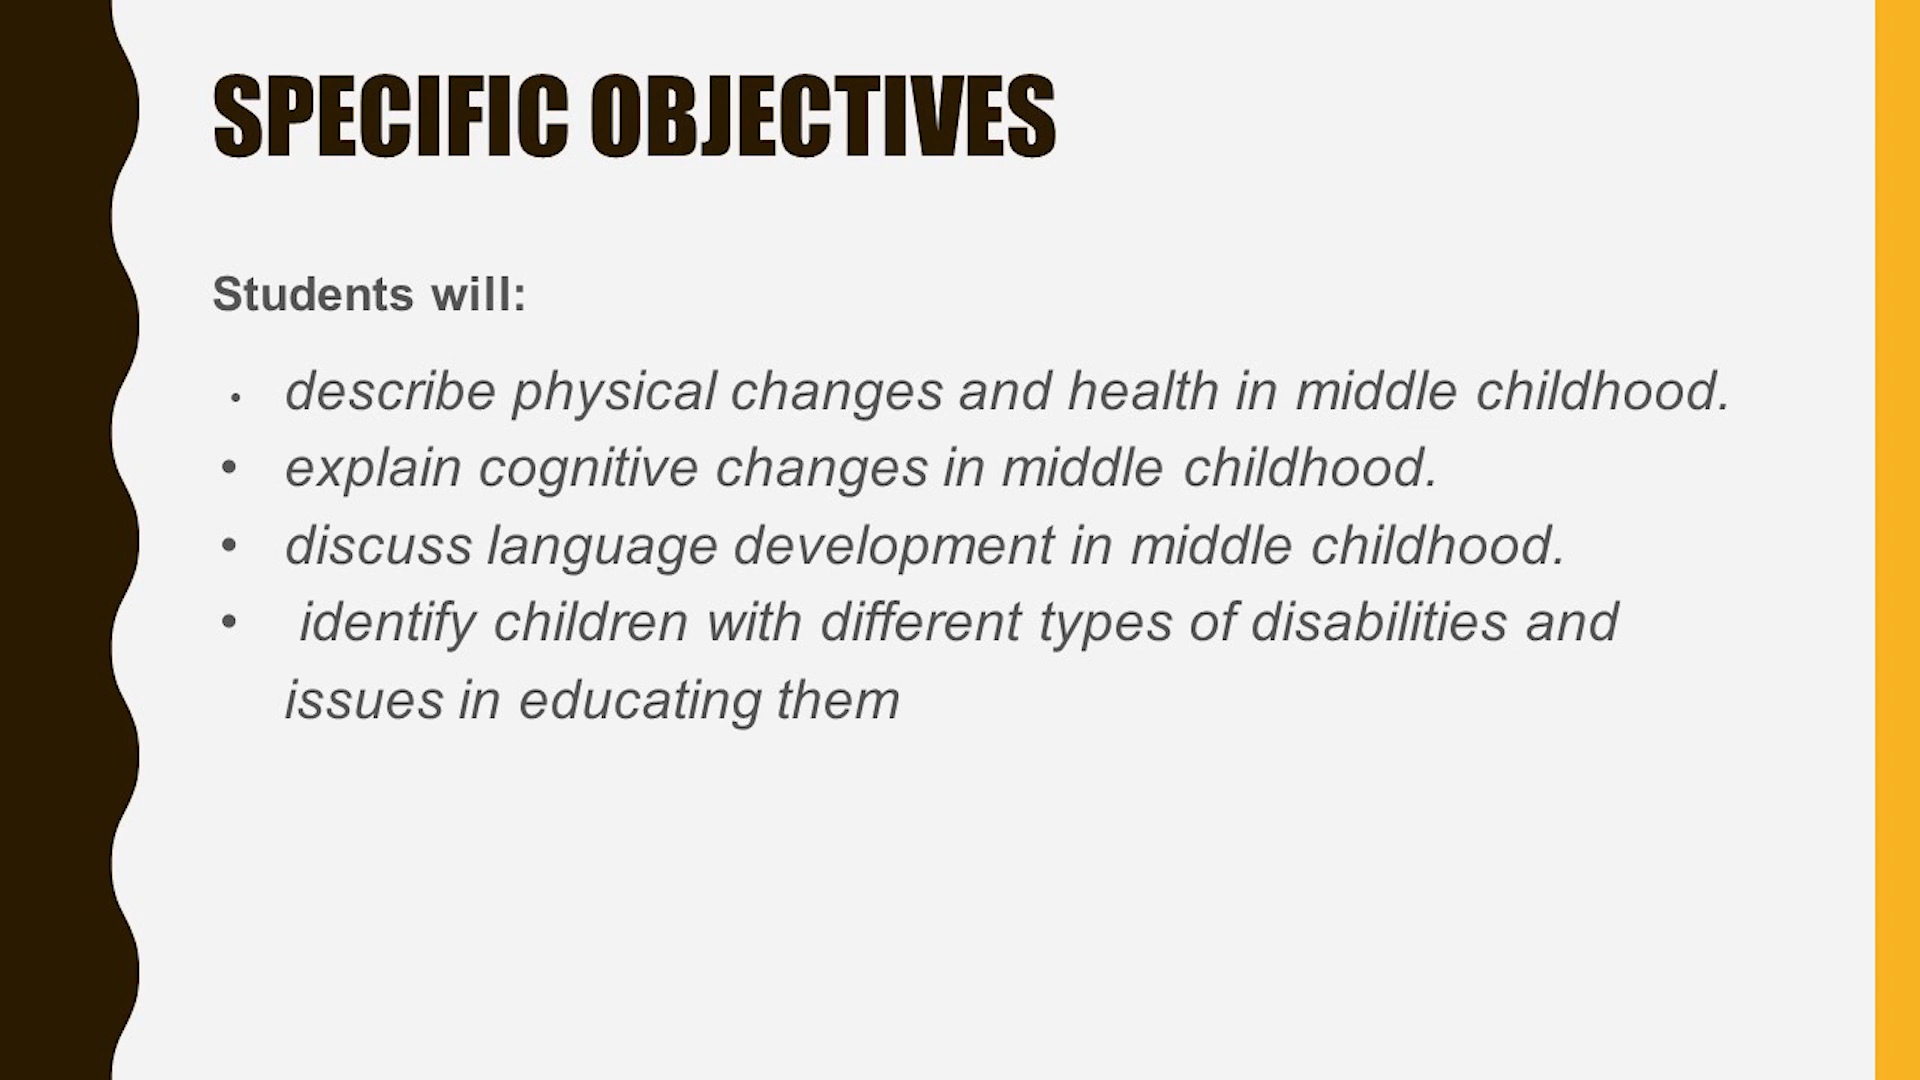 SPECIFIC OBJECTIVES
Students will:
• describe physical changes and health in middle childhood.
• explain cognitive changes in middle childhood.
• discuss language development in middle childhood.
• identify children with different types of disabilities and
issues in educating them